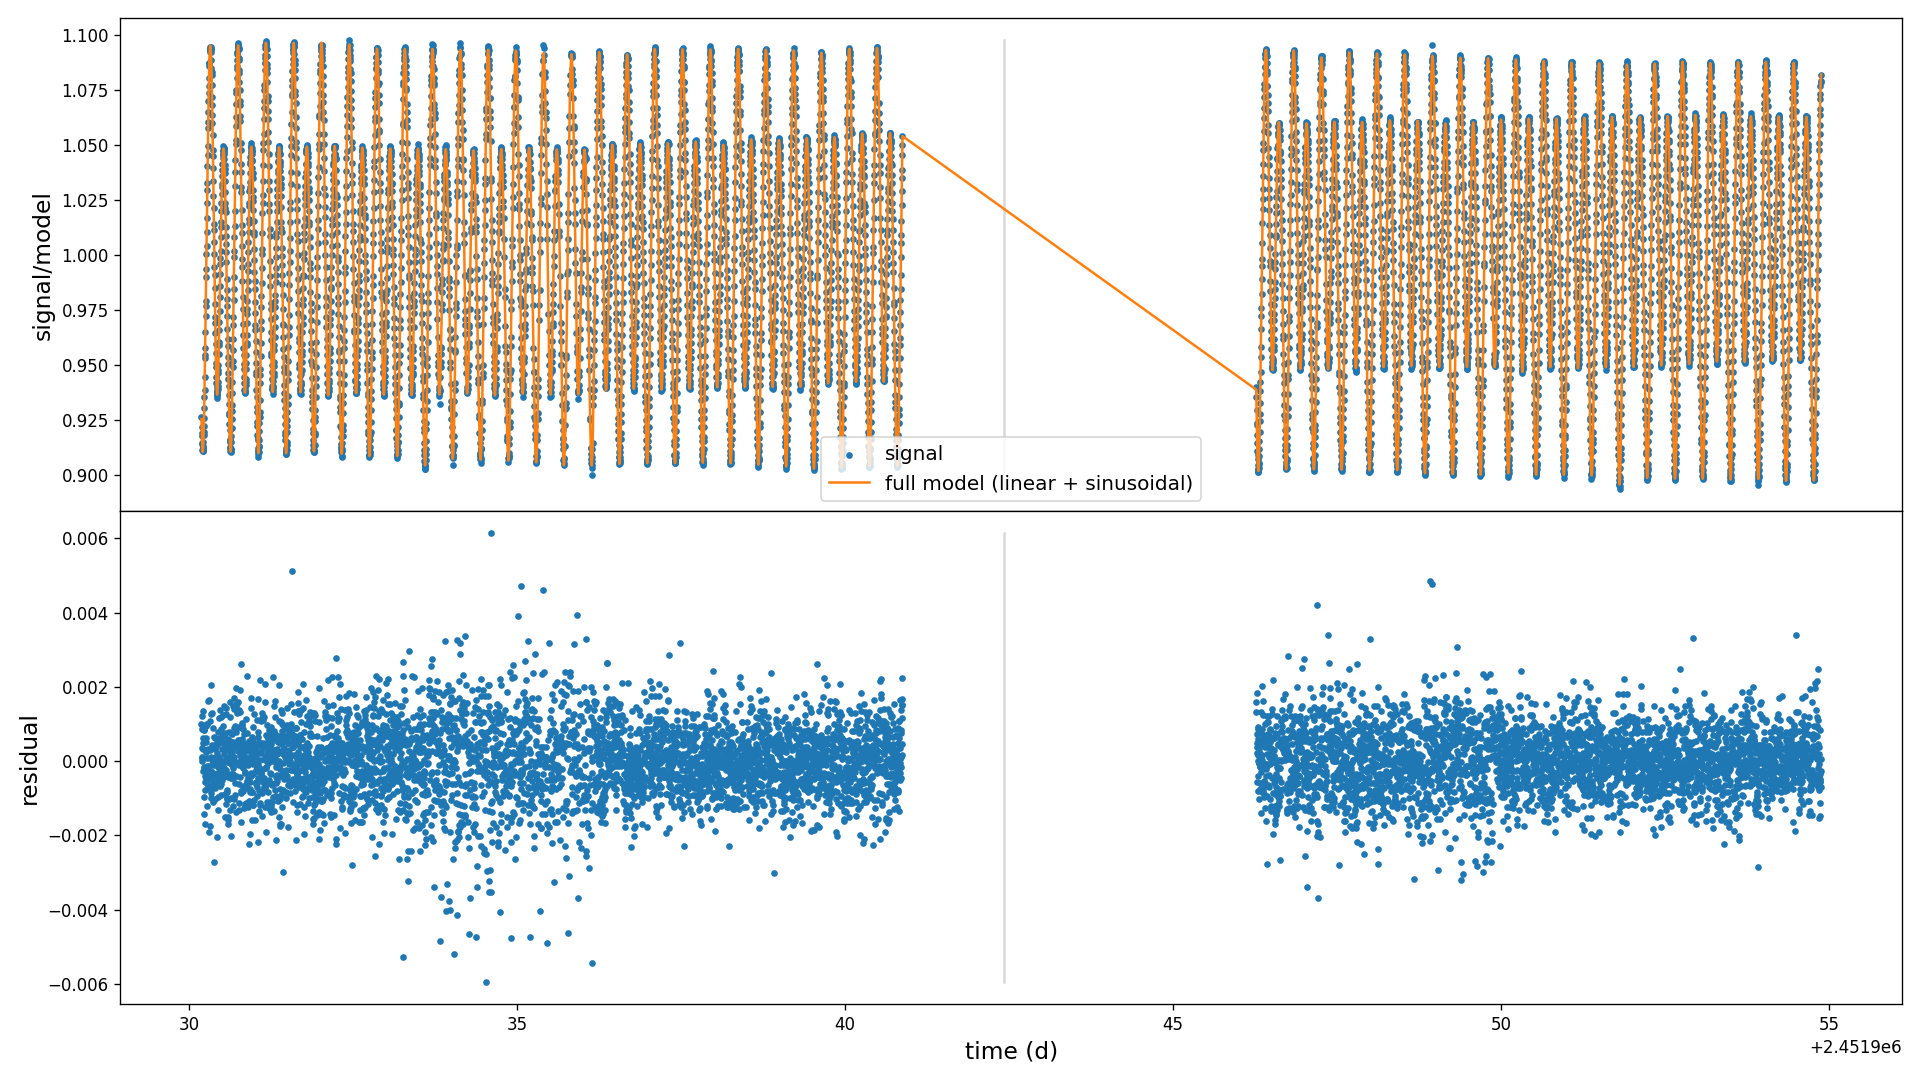 1.100
1.075
1.050
1.025
1.000
0.975
0.950
0.925
0.900
signal/model
signal
full model (linear + sinusoidal)
0.006
0.004
0.002
0.000
−0.002
−0.004
−0.006
residual
30 35 40 45 50 55
+2.4519e6
time (d)